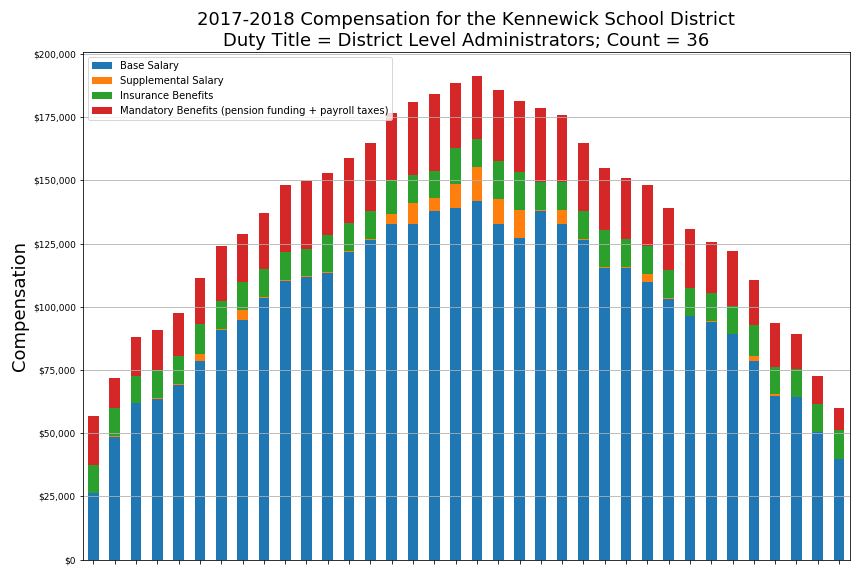 2017-2018 Compensation for the Kennewick School District
Duty Title = District Level Administrators; Count = 36
Base Salary
Supplemental Salary
Insurance Benefits
Mandatory Benefits (pension funding + payroll taxes)
Compensation
$200,000
$175,000
$150,000
$125,000
$100,000
$75,000
$50,000
$25,000
$0